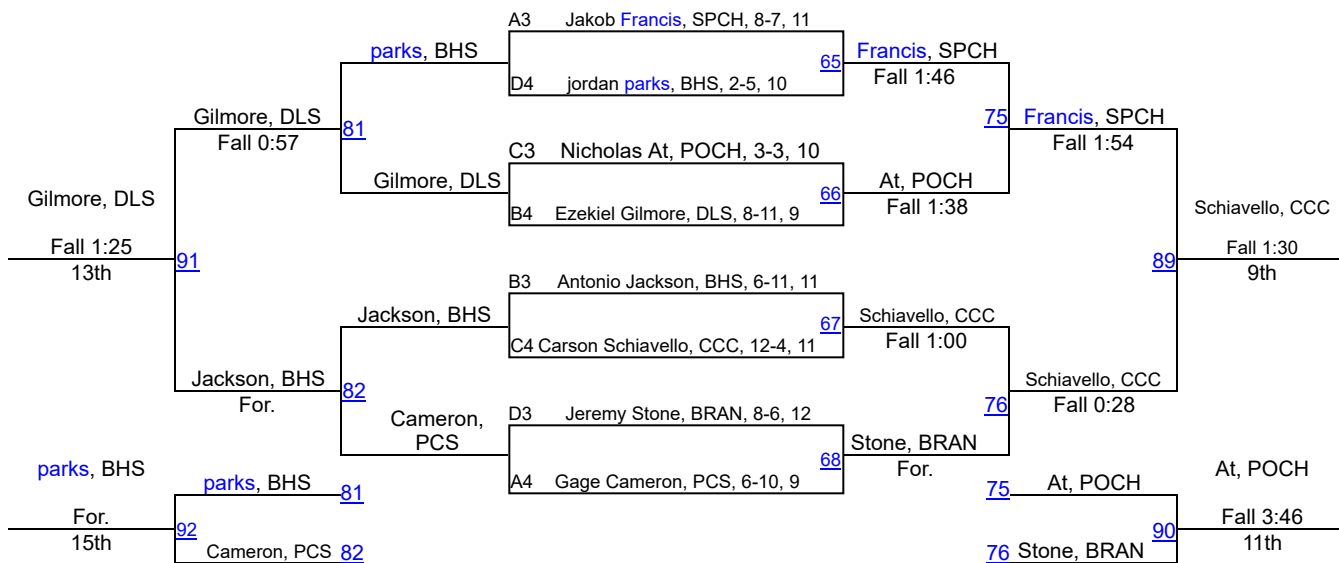 A3 Jakob Francis, SPCH, 8-7, 11
parks, BHS
65
Francis, SPCH
Fall 1:46
D4 jordan parks, BHS, 2-5, 10
Gilmore, DLS
Fall 0:57
81
75
Francis, SPCH
Fall 1:54
C3 Nicholas At, POCH, 3-3, 10
Gilmore, DLS
66
At, POCH
Fall 1:38
B4 Ezekiel Gilmore, DLS, 8-11, 9
Gilmore, DLS
Fall 1:25
13th
91
89
Schiavello, CCC
Fall 1:30
9th
B3 Antonio Jackson, BHS, 6-11, 11
Jackson, BHS
67
Schiavello, CCC
Fall 1:00
C4 Carson Schiavello, CCC, 12-4, 11
Jackson, BHS
For.
82
76
Schiavello, CCC
Fall 0:28
D3 Jeremy Stone, BRAN, 8-6, 12
Cameron,
PCS
68
Stone, BRAN
For.
A4 Gage Cameron, PCS, 6-10, 9
parks, BHS
For.
15th
parks, BHS 81
92
Cameron, PCS 82
75 At, POCH
90
76 Stone, BRAN
At, POCH
Fall 3:46
11th